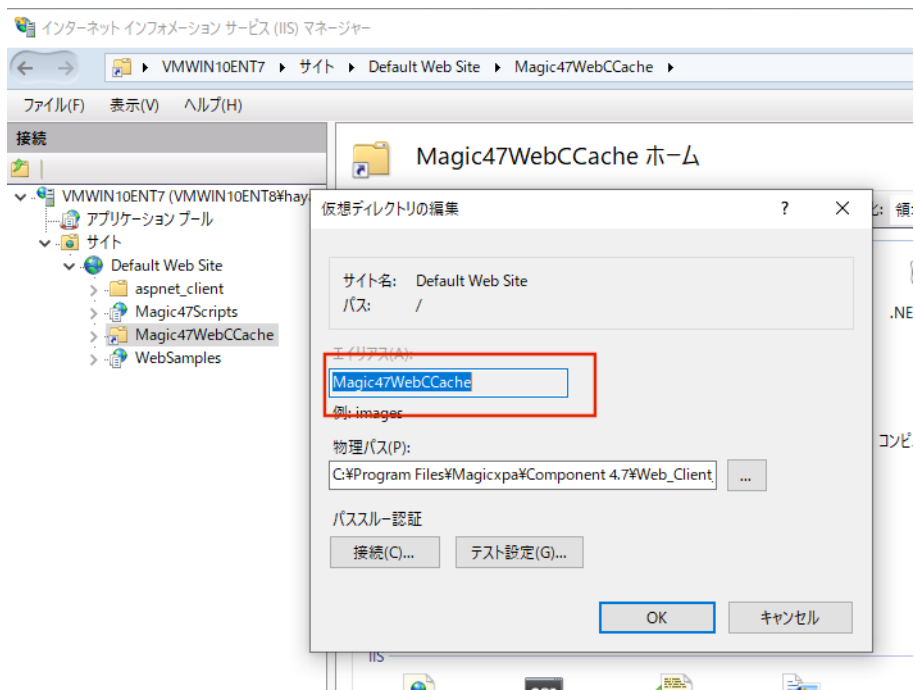 インターネット インフォメーション サービス (IIS) マネージャー
VMWIN10ENT7 サイト Default Web Site Magic47WebCCache
ファイル(F) 表示(V) ヘルプ(H)
接続
Magic47WebCCache ホーム
VMWIN10ENT7 (VMWIN10ENT8¥hay
アプリケーション プール
サイト
Default Web Site
aspnet_client
Magic47Scripts
Magic47WebCCache
WebSamples
仮想ディレクトリの編集
サイト名: Default Web Site
パス: /
エイリアス(A):
Magic47WebCCache
例: images
物理パス(P):
C:¥Program Files¥Magicxpa¥Component 4.7¥Web_Client
...
パススルー認証
接続(C)...
テスト設定(G)...
OK
キャンセル
.NE
コンピ
IIS